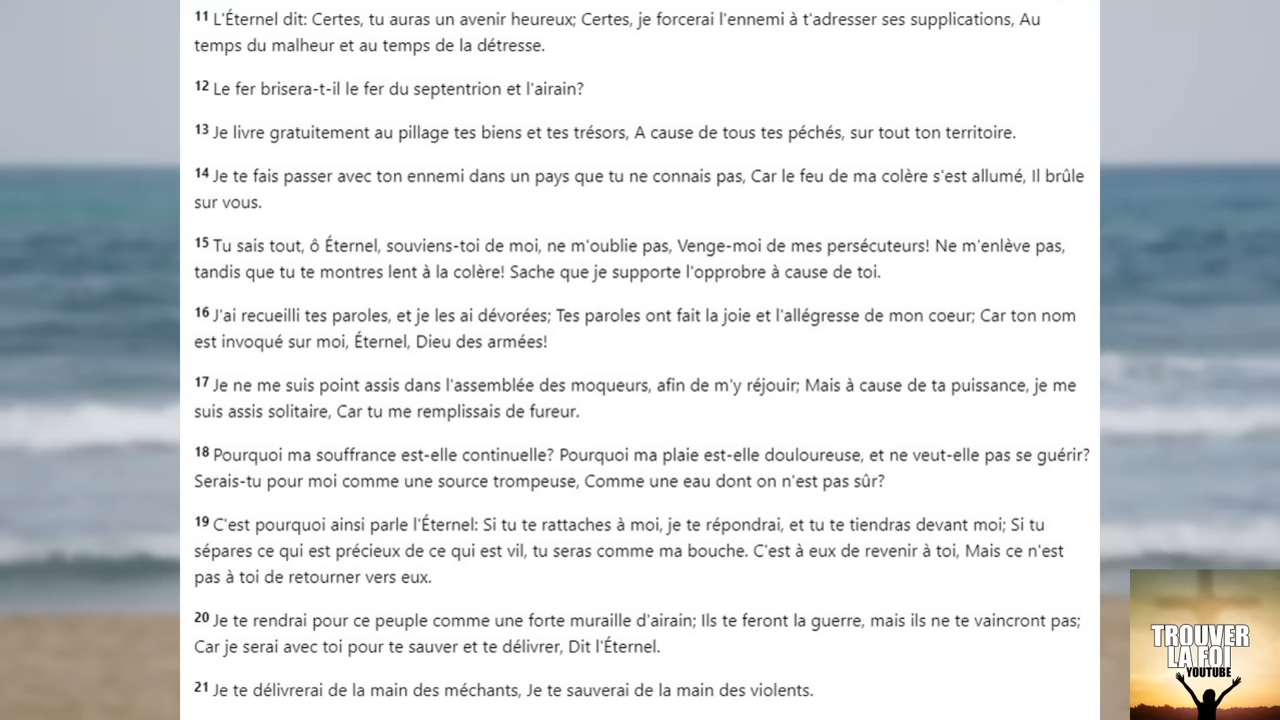 11 L'Éternel dit: Certes, tu auras un avenir heureux; Certes, je forcerai l'ennemi à t'adresser ses supplications, Au
temps du malheur et au temps de la détresse.
12 Le fer brisera-t-il le fer du septentrion et l'airain?
13 Je livre gratuitement au pillage tes biens et tes trésors, A cause de tous tes péchés, sur tout ton territoire.
14 Je te fais passer avec ton ennemi dans un pays que tu ne connais pas, Car le feu de ma colère s'est allumé, Il brûle
sur vous.
15 Tu sais tout, ô Éternel, souviens-toi de moi, ne m'oublie pas, Venge-moi de mes persécuteurs! Ne m'enlève pas,
tandis que tu te montres lent à la colère! Sache que je supporte l'opprobre à cause de toi.
16 J'ai recueilli tes paroles, et je les ai dévorées; Tes paroles ont fait la joie et l'allégresse de mon coeur; Car ton nom
est invoqué sur moi, Éternel, Dieu des armées!
17 Je ne me suis point assis dans l'assemblée des moqueurs, afin de m'y réjouir; Mais à cause de ta puissance, je me
suis assis solitaire, Car tu me remplissais de fureur.
18 Pourquoi ma souffrance est-elle continuelle? Pourquoi ma plaie est-elle douloureuse, et ne veut-elle pas se guérir?
Serais-tu pour moi comme une source trompeuse, Comme une eau dont on n'est pas sûr?
19 C'est pourquoi ainsi parle l'Éternel: Si tu te rattaches à moi, je te répondrai, et tu te tiendras devant moi; Si tu
sépares ce qui est précieux de ce qui est vil, tu seras comme ma bouche. C'est à eux de revenir à toi, Mais ce n'est
pas à toi de retourner vers eux.
20 Je te rendrai pour ce peuple comme une forte muraille d'airain; Ils te feront la guerre, mais ils ne te vaincront pas;
Car je serai avec toi pour te sauver et te délivrer, Dit l'Éternel.
21 Je te délivrerai de la main des méchants, Je te sauverai de la main des violents.
TROUVER
LA FOI
YOUTUBE